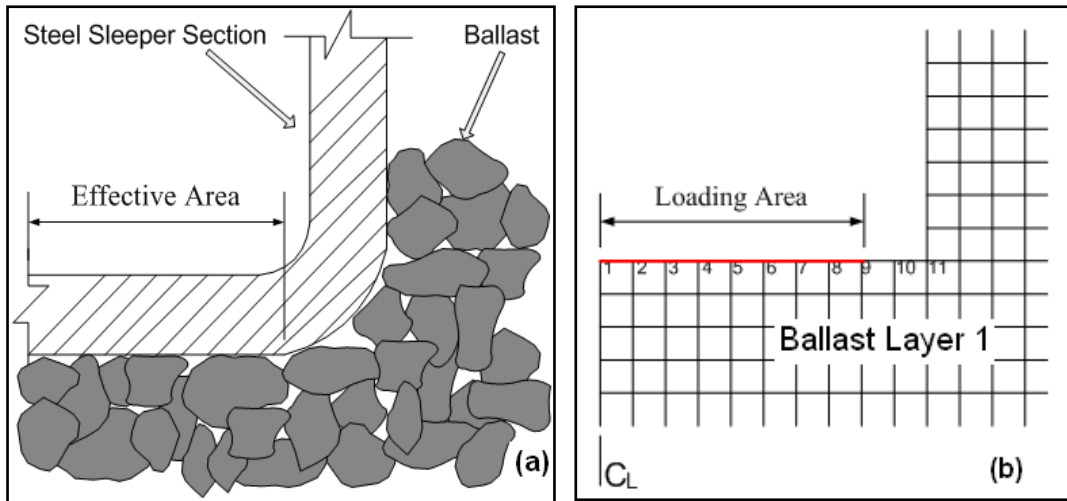 Steel Sleeper Section
Ballast
Effective Area
(a)
Loading Area
1 2 3 4 5 6 7 8 9 10 11
Ballast Layer 1
CL
(b)